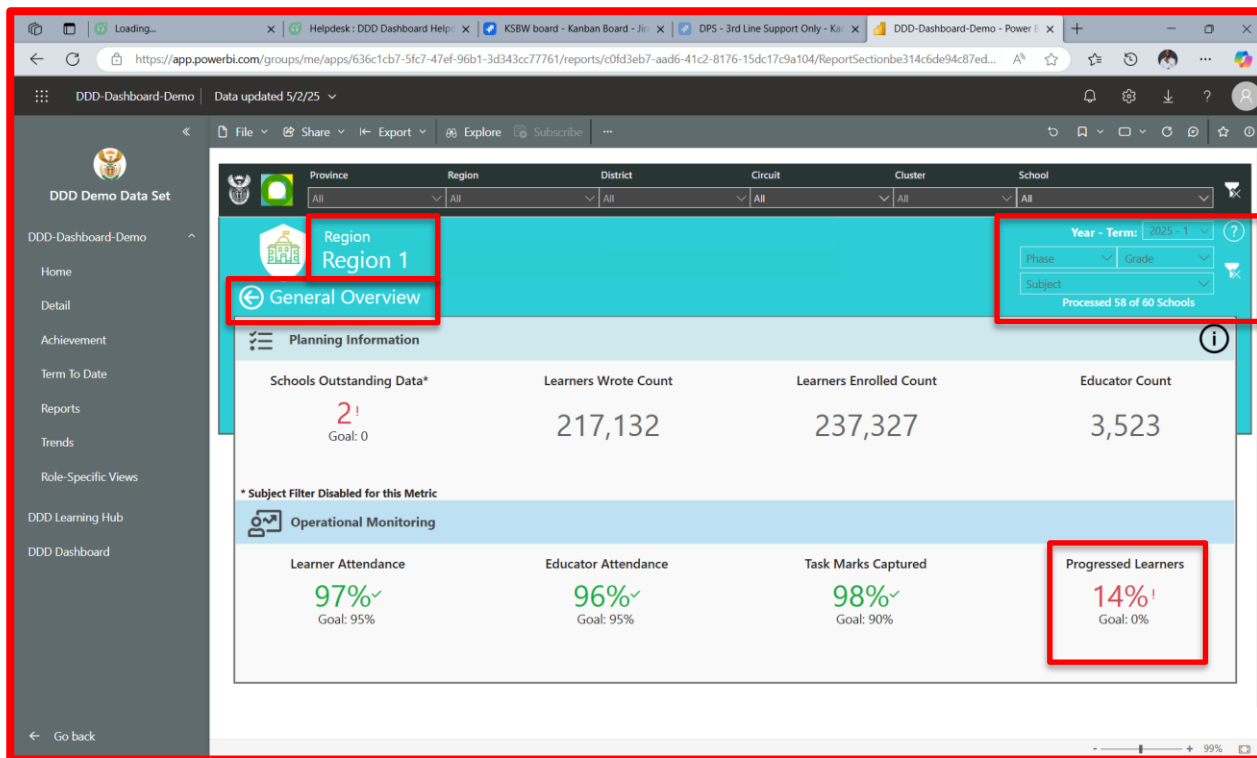 Loading...
Helpdesk : DDD Dashboard Help
KSBW board - Kanban Board - Jir
DPS - 3rd Line Support Only - Ka
DDD-Dashboard-Demo - Power B
https://app.powerbi.com/groups/me/apps/636c1cb7-5fc7-47ef-96b1-3d343cc77761/reports/c0fd3eb7-aad6-41c2-8176-15dc17c9a104/ReportSectionbe314c6de94c87ed...
DDD-Dashboard-Demo
Data updated 5/2/25
File Share Export Explore Subscribe ...
DDD Demo Data Set
DDD-Dashboard-Demo
Home
Detail
Achievement
Term To Date
Reports
Trends
Role-Specific Views
DDD Learning Hub
DDD Dashboard
Go back
Province Region District Circuit Cluster School
All All All All All All
Region
Region 1
General Overview
Year - Term: 2025 - 1
Phase Grade
Subject
Processed 58 of 60 Schools
Planning Information
Schools Outstanding Data* Learners Wrote Count Learners Enrolled Count Educator Count
2! 217,132 237,327 3,523
Goal: 0
* Subject Filter Disabled for this Metric
Operational Monitoring
Learner Attendance Educator Attendance Task Marks Captured Progressed Learners
97% 96% 98% 14%!
Goal: 95% Goal: 95% Goal: 90% Goal: 0%
- + 99%